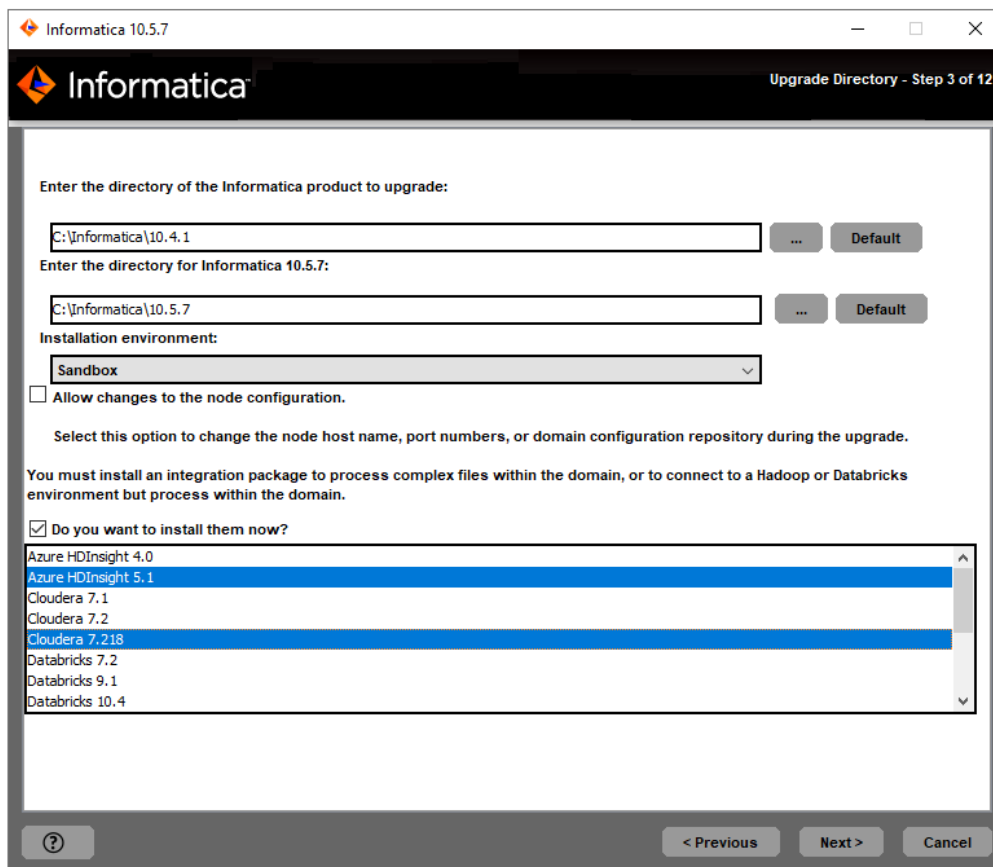 Informatica 10.5.7
Informatica
Upgrade Directory - Step 3 of 12
Enter the directory of the Informatica product to upgrade:
C:\Informatica\10.4.1
...
Default
Enter the directory for Informatica 10.5.7:
C:\Informatica\10.5.7
...
Default
Installation environment:
Sandbox
Allow changes to the node configuration.
Select this option to change the node host name, port numbers, or domain configuration repository during the upgrade.
You must install an integration package to process complex files within the domain, or to connect to a Hadoop or Databricks
environment but process within the domain.
Do you want to install them now?
Azure HDInsight 4.0
Azure HDInsight 5.1
Cloudera 7.1
Cloudera 7.2
Cloudera 7.218
Databricks 7.2
Databricks 9.1
Databricks 10.4
?
< Previous
Next >
Cancel